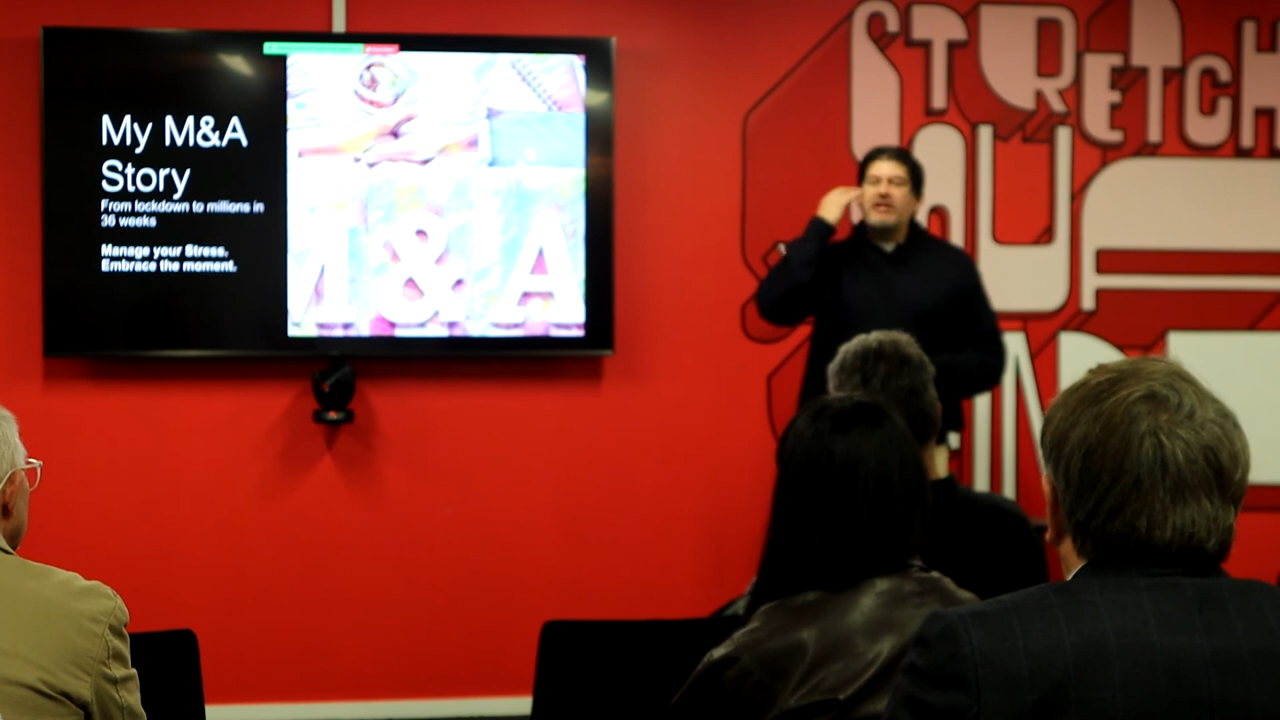 My M&A
Story
From lockdown to millions in
36 weeks
Manage your Stress.
Embrace the moment.
M&A
STRETCH